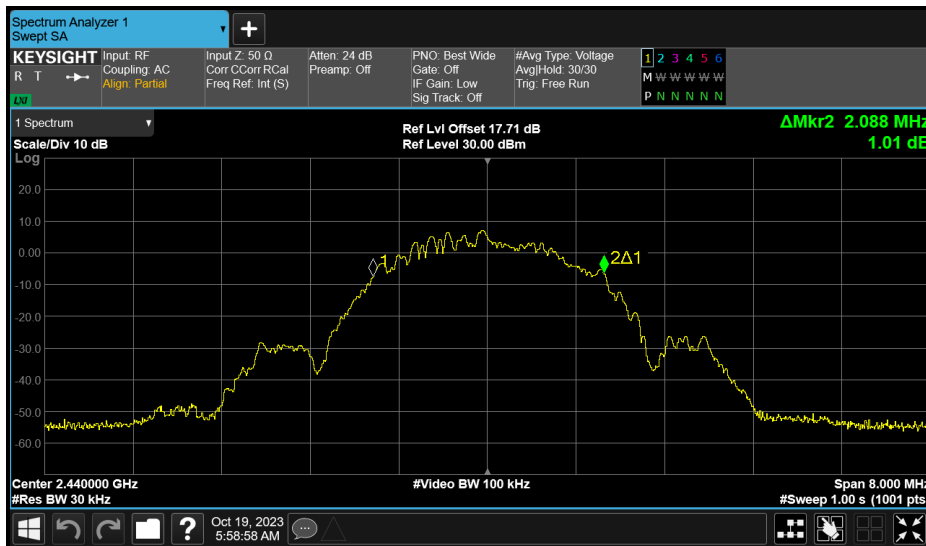 Spectrum Analyzer 1
Swept SA
+
KEYSIGHT
R T
LXI
Input: RF
Coupling: AC
Align: Partial
Input Z: 50 Ω
Corr CCorr RCal
Freq Ref: Int (S)
Atten: 24 dB
Preamp: Off
PNO: Best Wide
Gate: Off
IF Gain: Low
Sig Track: Off
#Avg Type: Voltage
Avg|Hold: 30/30
Trig: Free Run
1 2 3 4 5 6
M W W W W W
P N N N N N
1 Spectrum
Scale/Div 10 dB
Ref Lvl Offset 17.71 dB
Ref Level 30.00 dBm
ΔMkr2 2.088 MHz
1.01 dB
Log
20.0
10.0
0.00
-10.0
-20.0
-30.0
-40.0
-50.0
-60.0
1
2Δ1
Center 2.440000 GHz
#Res BW 30 kHz
#Video BW 100 kHz
Span 8.000 MHz
#Sweep 1.00 s (1001 pts
?
Oct 19, 2023
5:58:58 AM